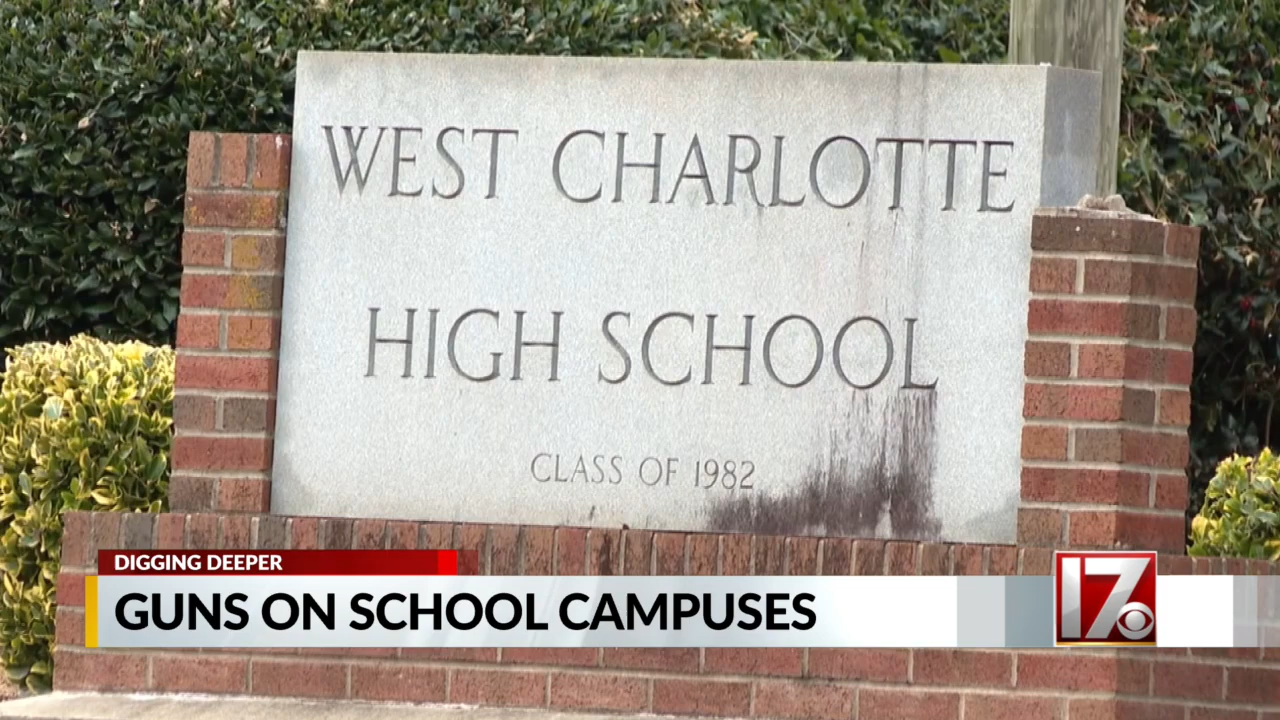 WEST CHARLOTTE
HIGH SCHOOL
CLASS OF 1982
DIGGING DEEPER
GUNS ON SCHOOL CAMPUSES
17